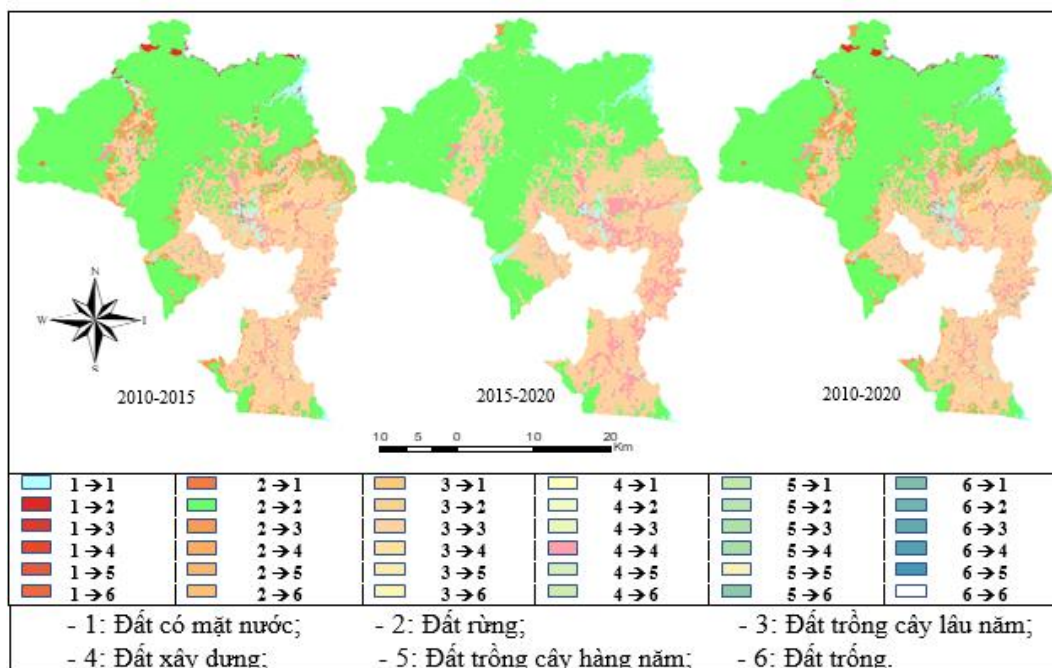 N
W
I
S
2010-2015
2015-2020
2010-2020
10 5 0 10 20
Km
1→1 2→1 3→1 4→1 5→1 6→1
1→2 2→2 3→2 4→2 5→2 6→2
1→3 2→3 3→3 4→3 5→3 6→3
1→4 2→4 3→4 4→4 5→4 6→4
1→5 2→5 3→5 4→5 5→5 6→5
1→6 2→6 3→6 4→6 5→6 6→6
- 1: Đất có mặt nước; - 2: Đất rừng; - 3: Đất trồng cây lâu năm;
- 4: Đất xây dựng; - 5: Đất trồng cây hàng năm; - 6: Đất trống.